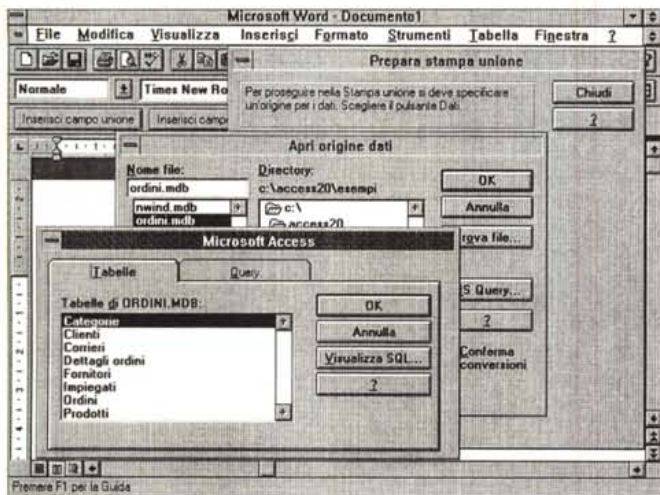 Microsoft Word - Documento1
File Modifica Visualizza Inserisci Formato Strumenti Tabella Finestra ?
Prepara stampa unione
Normale Times New Ro
Per proseguire nella Stampa unione si deve specificare
un'origine per i dati. Scegliere il pulsante Dati.
Chiudi
?
Inserisci campo unione Inserisci campo
Apri origine dati
Nome file:
ordini.mdb
nwind.mdb
ordini.mdb
Directory:
c:\access20\esempi
c:\
access20
OK
Annulla
rova file...
S Query...
?
Conferma
conversioni
Microsoft Access
Tabelle Query
Tabelle di ORDINI.MDB:
Categorie
Clienti
Corrieri
Dettagli ordini
Fornitori
Impiegati
Ordini
Prodotti
OK
Annulla
Visualizza SQL...
?
Premere F1 per la Guida